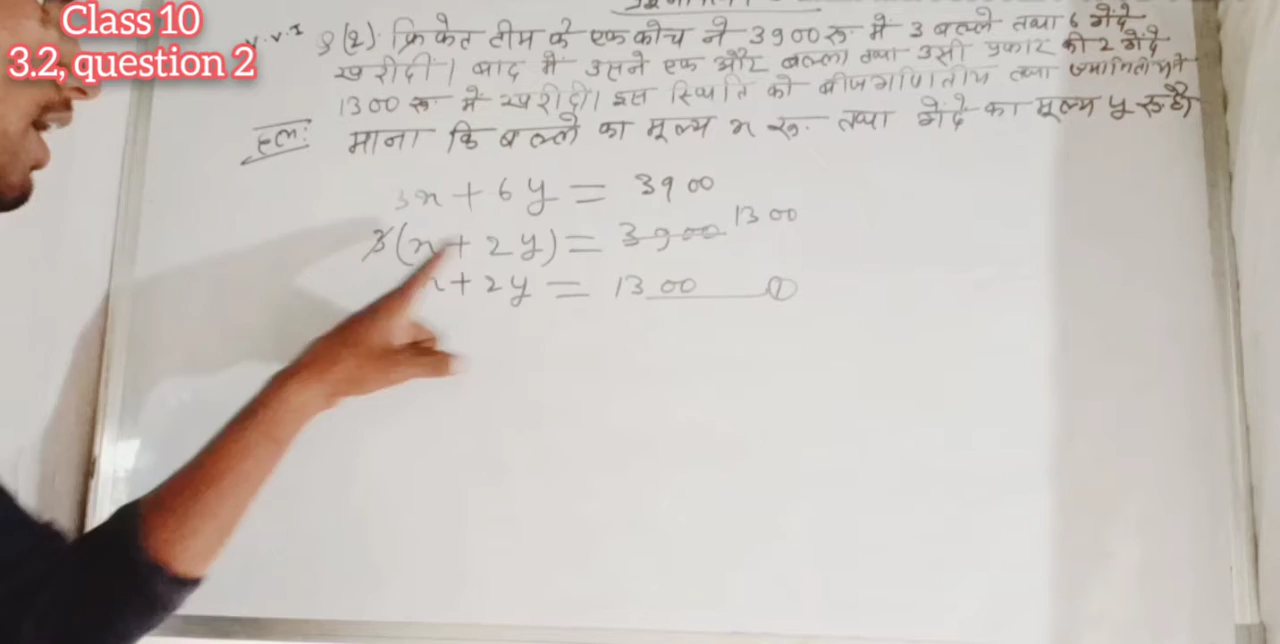 Class 10
3.2, question 2
v.v.I
Q (2). क्रिकेट टीम के एक कोच ने 3900 रू. में 3 बल्ले तथा 6 गेंदे
खरीदी। बाद में उसने एक और बल्ला तथा उसी प्रकार की 2 गेंदे
1300 रू में खरीदी। इस स्थिति को बीजगणितीय तथा
हल: माना कि बल्ले का मूल्य x रू. तथा गेंदे का मूल्य y रू है।
3x + 6y = 3900
3(x + 2y) = 3900 1300
x + 2y = 1300 ①